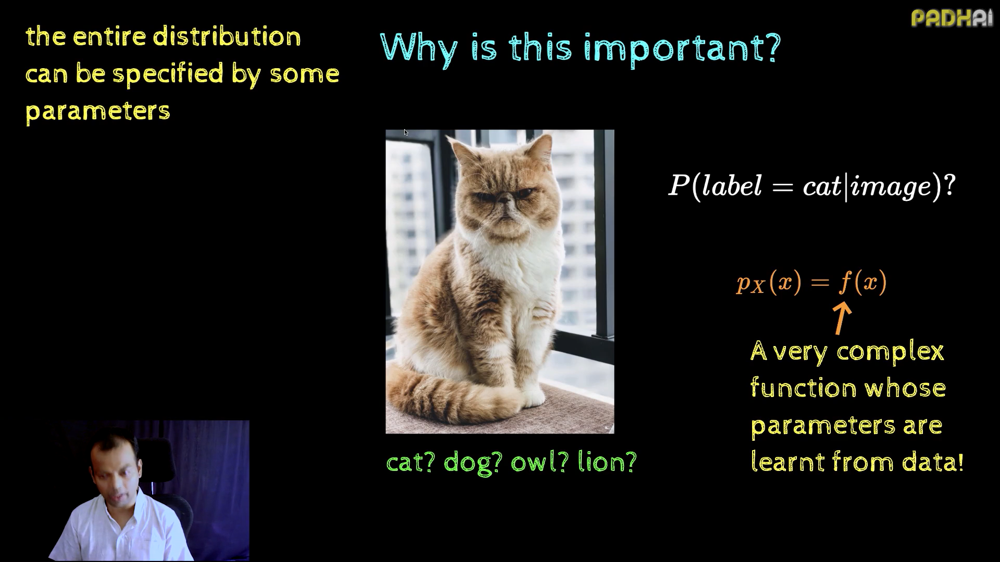 PADHAI
the entire distribution
can be specified by some
parameters
Why is this important?
P(label = cat|image)?
p_X(x) = f(x)
A very complex
function whose
parameters are
learnt from data!
cat? dog? owl? lion?